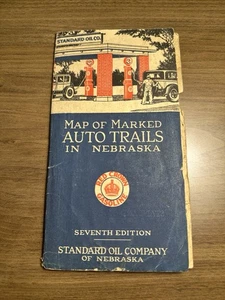 STANDARD OIL CO.
MAP OF MARKED
AUTO TRAILS
IN NEBRASKA
RED CROWN
GASOLINE
SEVENTH EDITION
STANDARD OIL COMPANY
OF NEBRASKA